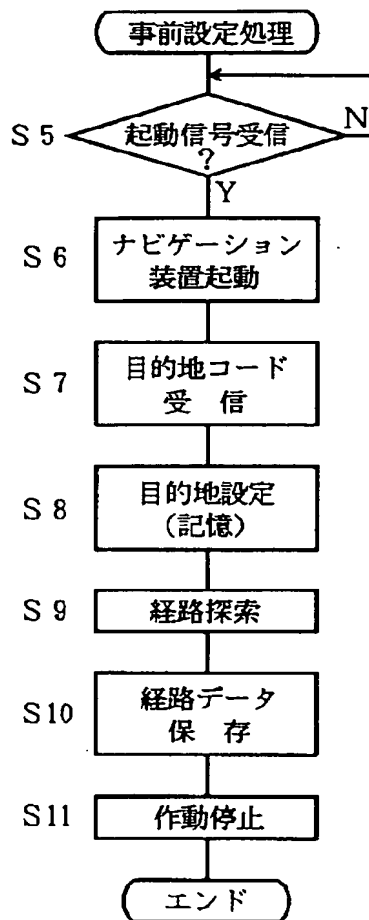 事前設定処理
S5
起動信号受信
?
N
Y
S6
ナビゲーション
装置起動
S7
目的地コード
受 信
S8
目的地設定
(記憶)
S9
経路探索
S10
経路データ
保 存
S11
作動停止
エンド